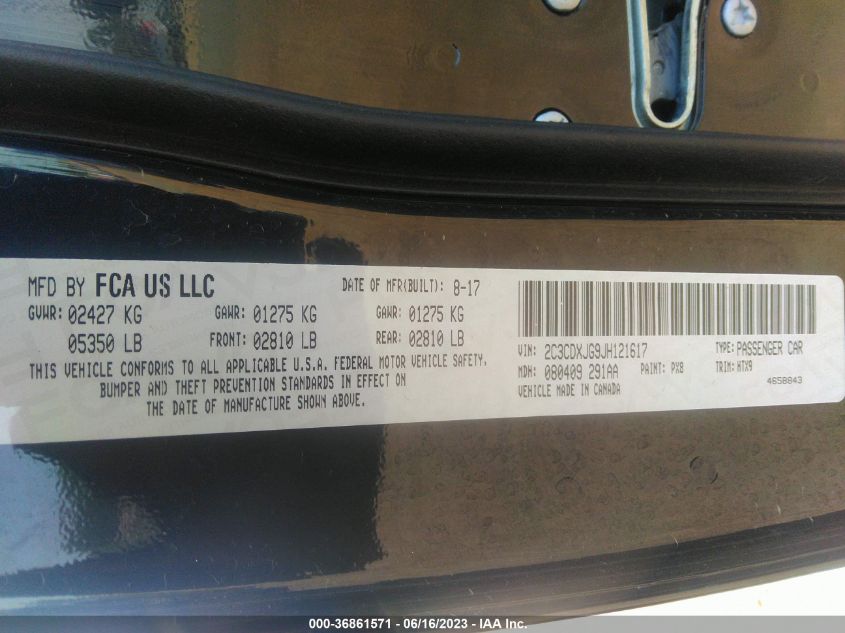 MFD BY FCA US LLC
DATE OF MFR(BUILT): 8-17
GVWR: 02427 KG GAWR: 01275 KG GAWR: 01275 KG
05350 LB FRONT: 02810 LB REAR: 02810 LB
THIS VEHICLE CONFORMS TO ALL APPLICABLE U.S.A. FEDERAL MOTOR VEHICLE SAFETY,
BUMPER AND THEFT PREVENTION STANDARDS IN EFFECT ON
THE DATE OF MANUFACTURE SHOWN ABOVE.
VIN: 2C3CDXJG9JH121617 TYPE: PASSENGER CAR
MDH: 080409 291AA PAINT: PX8 TRIM: HTX9
VEHICLE MADE IN CANADA 4658843
000-36861571 - 06/16/2023 - IAA Inc.